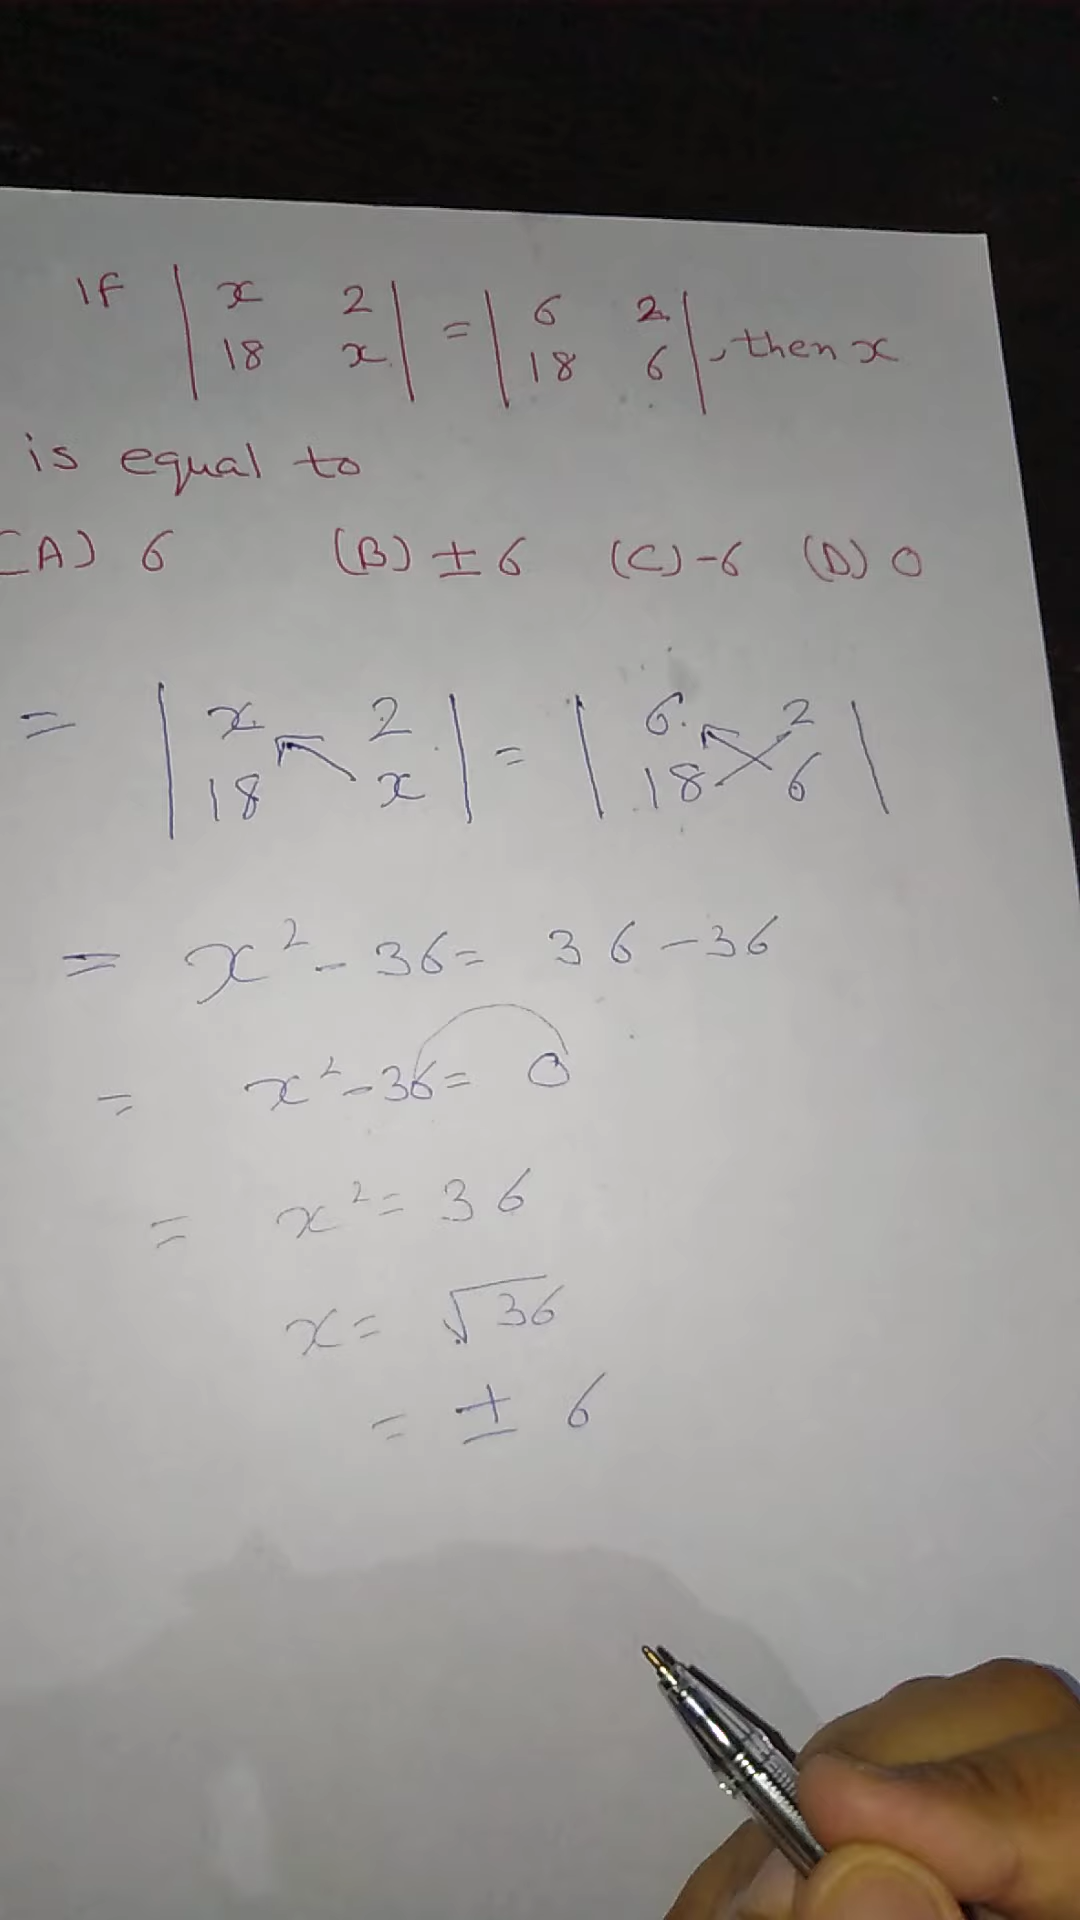 If | x 2 | = | 6 2 |, then x
| 18 x | | 18 6 |
is equal to
(A) 6 (B) ± 6 (C) -6 (D) 0
= | x 2 | = | 6 2 |
| 18 x | | 18 6 |
= x² - 36 = 36 - 36
= x² - 36 = 0
= x² = 36
x = √36
= ± 6